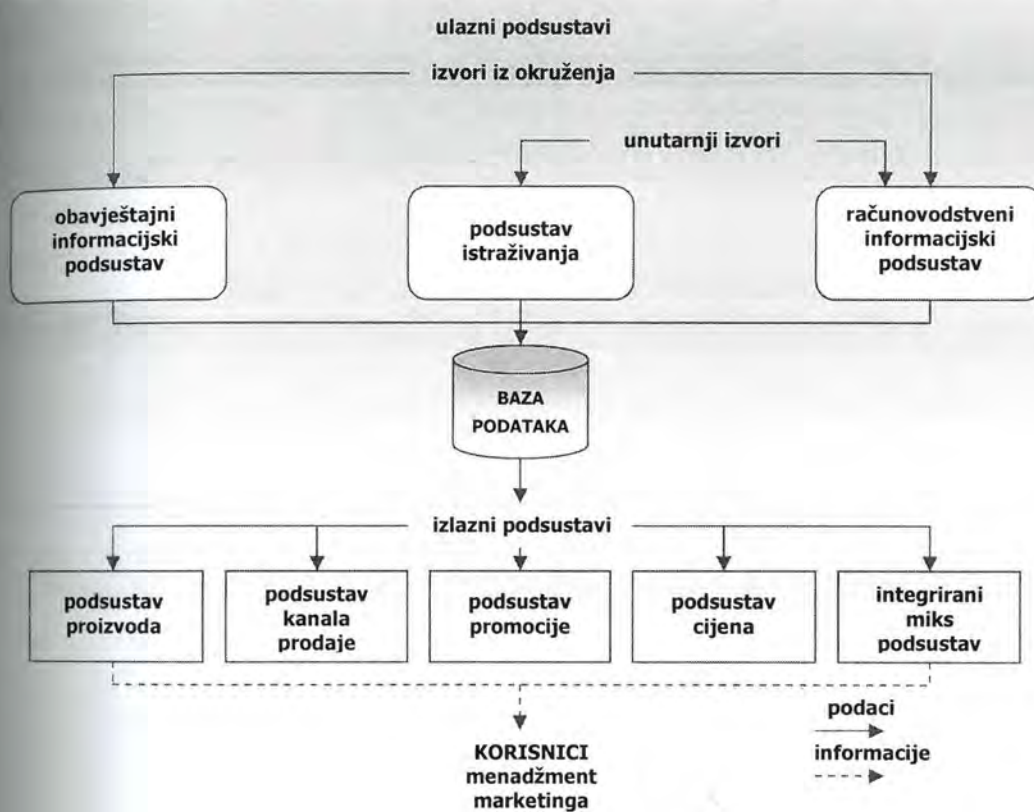 ulazni podsustavi
izvori iz okruženja
unutarnji izvori
obavještajni
informacijski
podsustav
podsustav
istraživanja
računovodstveni
informacijski
podsustav
BAZA
PODATAKA
izlazni podsustavi
podsustav
proizvoda
podsustav
kanala
prodaje
podsustav
promocije
podsustav
cijena
integrirani
miks
podsustav
podaci
informacije
KORISNICI
menadžment
marketinga